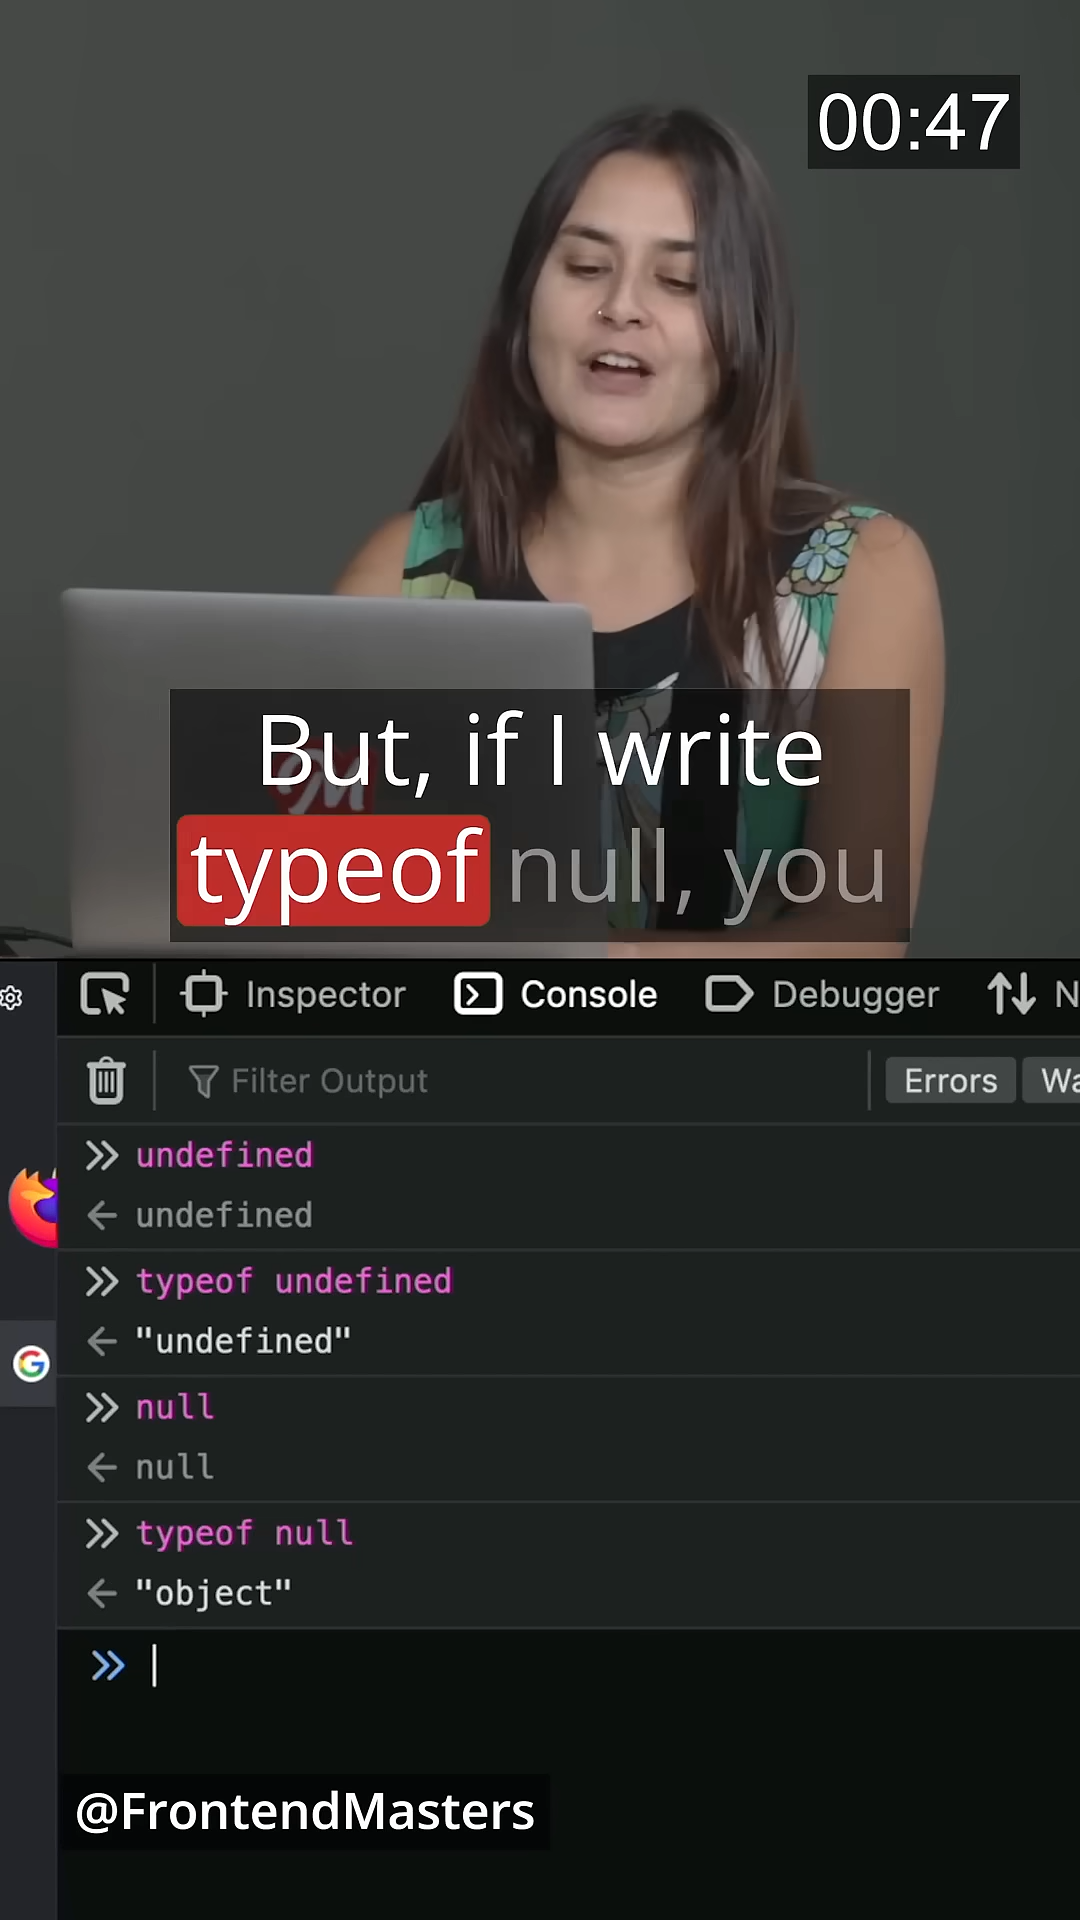 00:47
M
But, if I write
typeof null, you
Inspector
Console
Debugger
N
Filter Output
Errors
Wa
undefined
undefined
typeof undefined
"undefined"
null
null
typeof null
"object"
@FrontendMasters